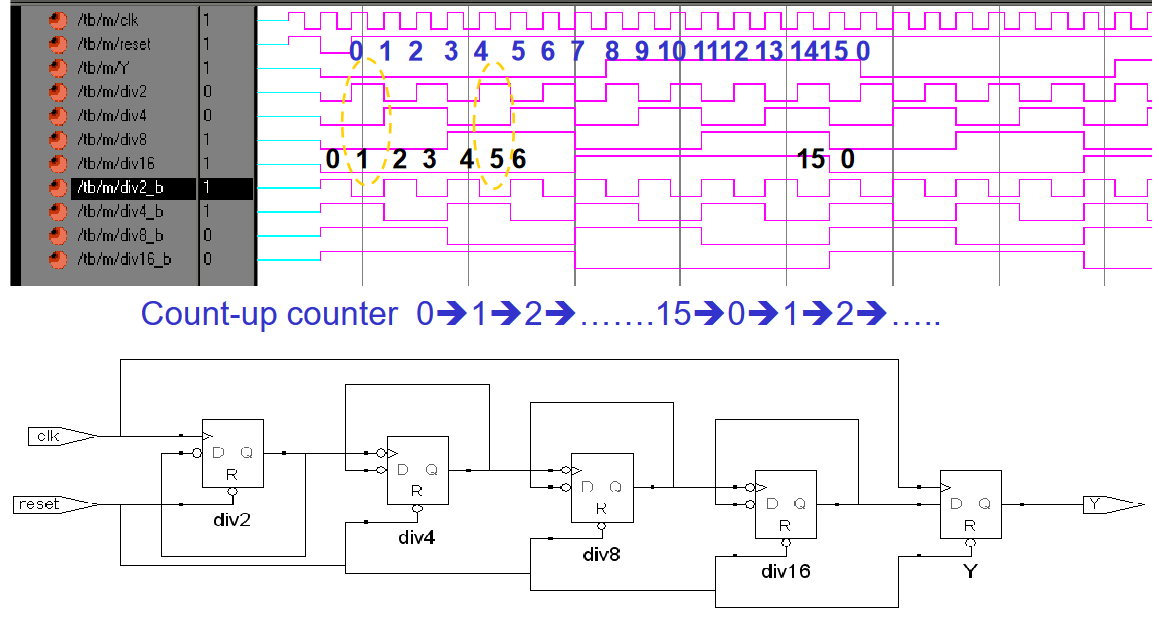 /tb/m/clk 1
/tb/m/reset 1
/tb/m/Y 1
/tb/m/div2 0
/tb/m/div4 0
/tb/m/div8 1
/tb/m/div16 1
/tb/m/div2_b 1
/tb/m/div4_b 1
/tb/m/div8_b 0
/tb/m/div16_b 0
0 1 2 3 4 5 6 7 8 9 10 11 12 13 14 15 0
0 1 2 3 4 5 6 15 0
Count-up counter 0➔1➔2➔…….15➔0➔1➔2➔…..
clk
D Q
R
div2
reset
D Q
R
div4
D Q
R
div8
D Q
R
div16
D Q
R
Y
Y